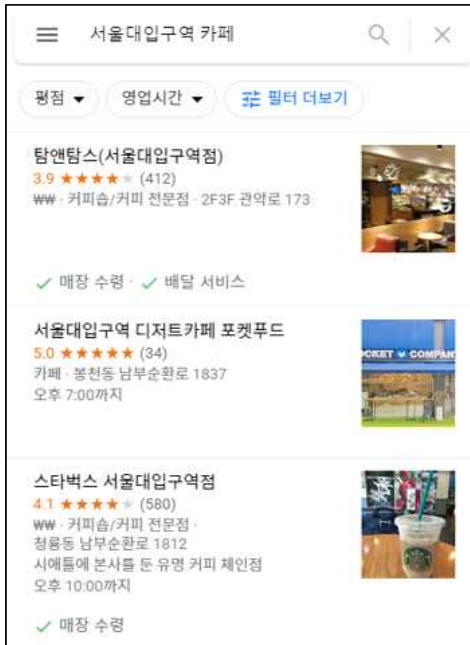 서울대입구역 카페
평점
영업시간
필터 더보기
탐앤탐스(서울대입구역점)
3.9 ★★★★★ (412)
₩₩ · 커피숍/커피 전문점 · 2F3F 관악로 173
매장 수령 · 배달 서비스
서울대입구역 디저트카페 포켓푸드
5.0 ★★★★★ (34)
카페 · 봉천동 남부순환로 1837
오후 7:00까지
CKET COMPAN
스타벅스 서울대입구역점
4.1 ★★★★★ (580)
₩₩ · 커피숍/커피 전문점 ·
청룡동 남부순환로 1812
시애틀에 본사를 둔 유명 커피 체인점
오후 10:00까지
매장 수령